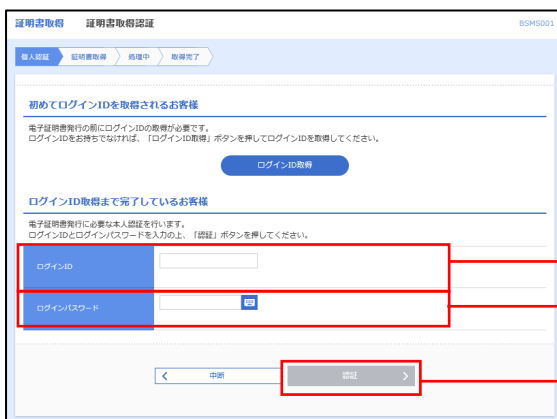 証明書取得 証明書取得認証 BSMS001
個人認証 証明書取得 処理中 取得完了
初めてログインIDを取得されるお客様
電子証明書発行の前にログインIDの取得が必要です。
ログインIDをお持ちでなければ、「ログインID取得」ボタンを押してログインIDを取得してください。
ログインID取得
ログインID取得まで完了しているお客様
電子証明書発行に必要な本人認証を行います。
ログインIDとログインパスワードを入力の上、「認証」ボタンを押してください。
ログインID
ログインパスワード
中断 認証